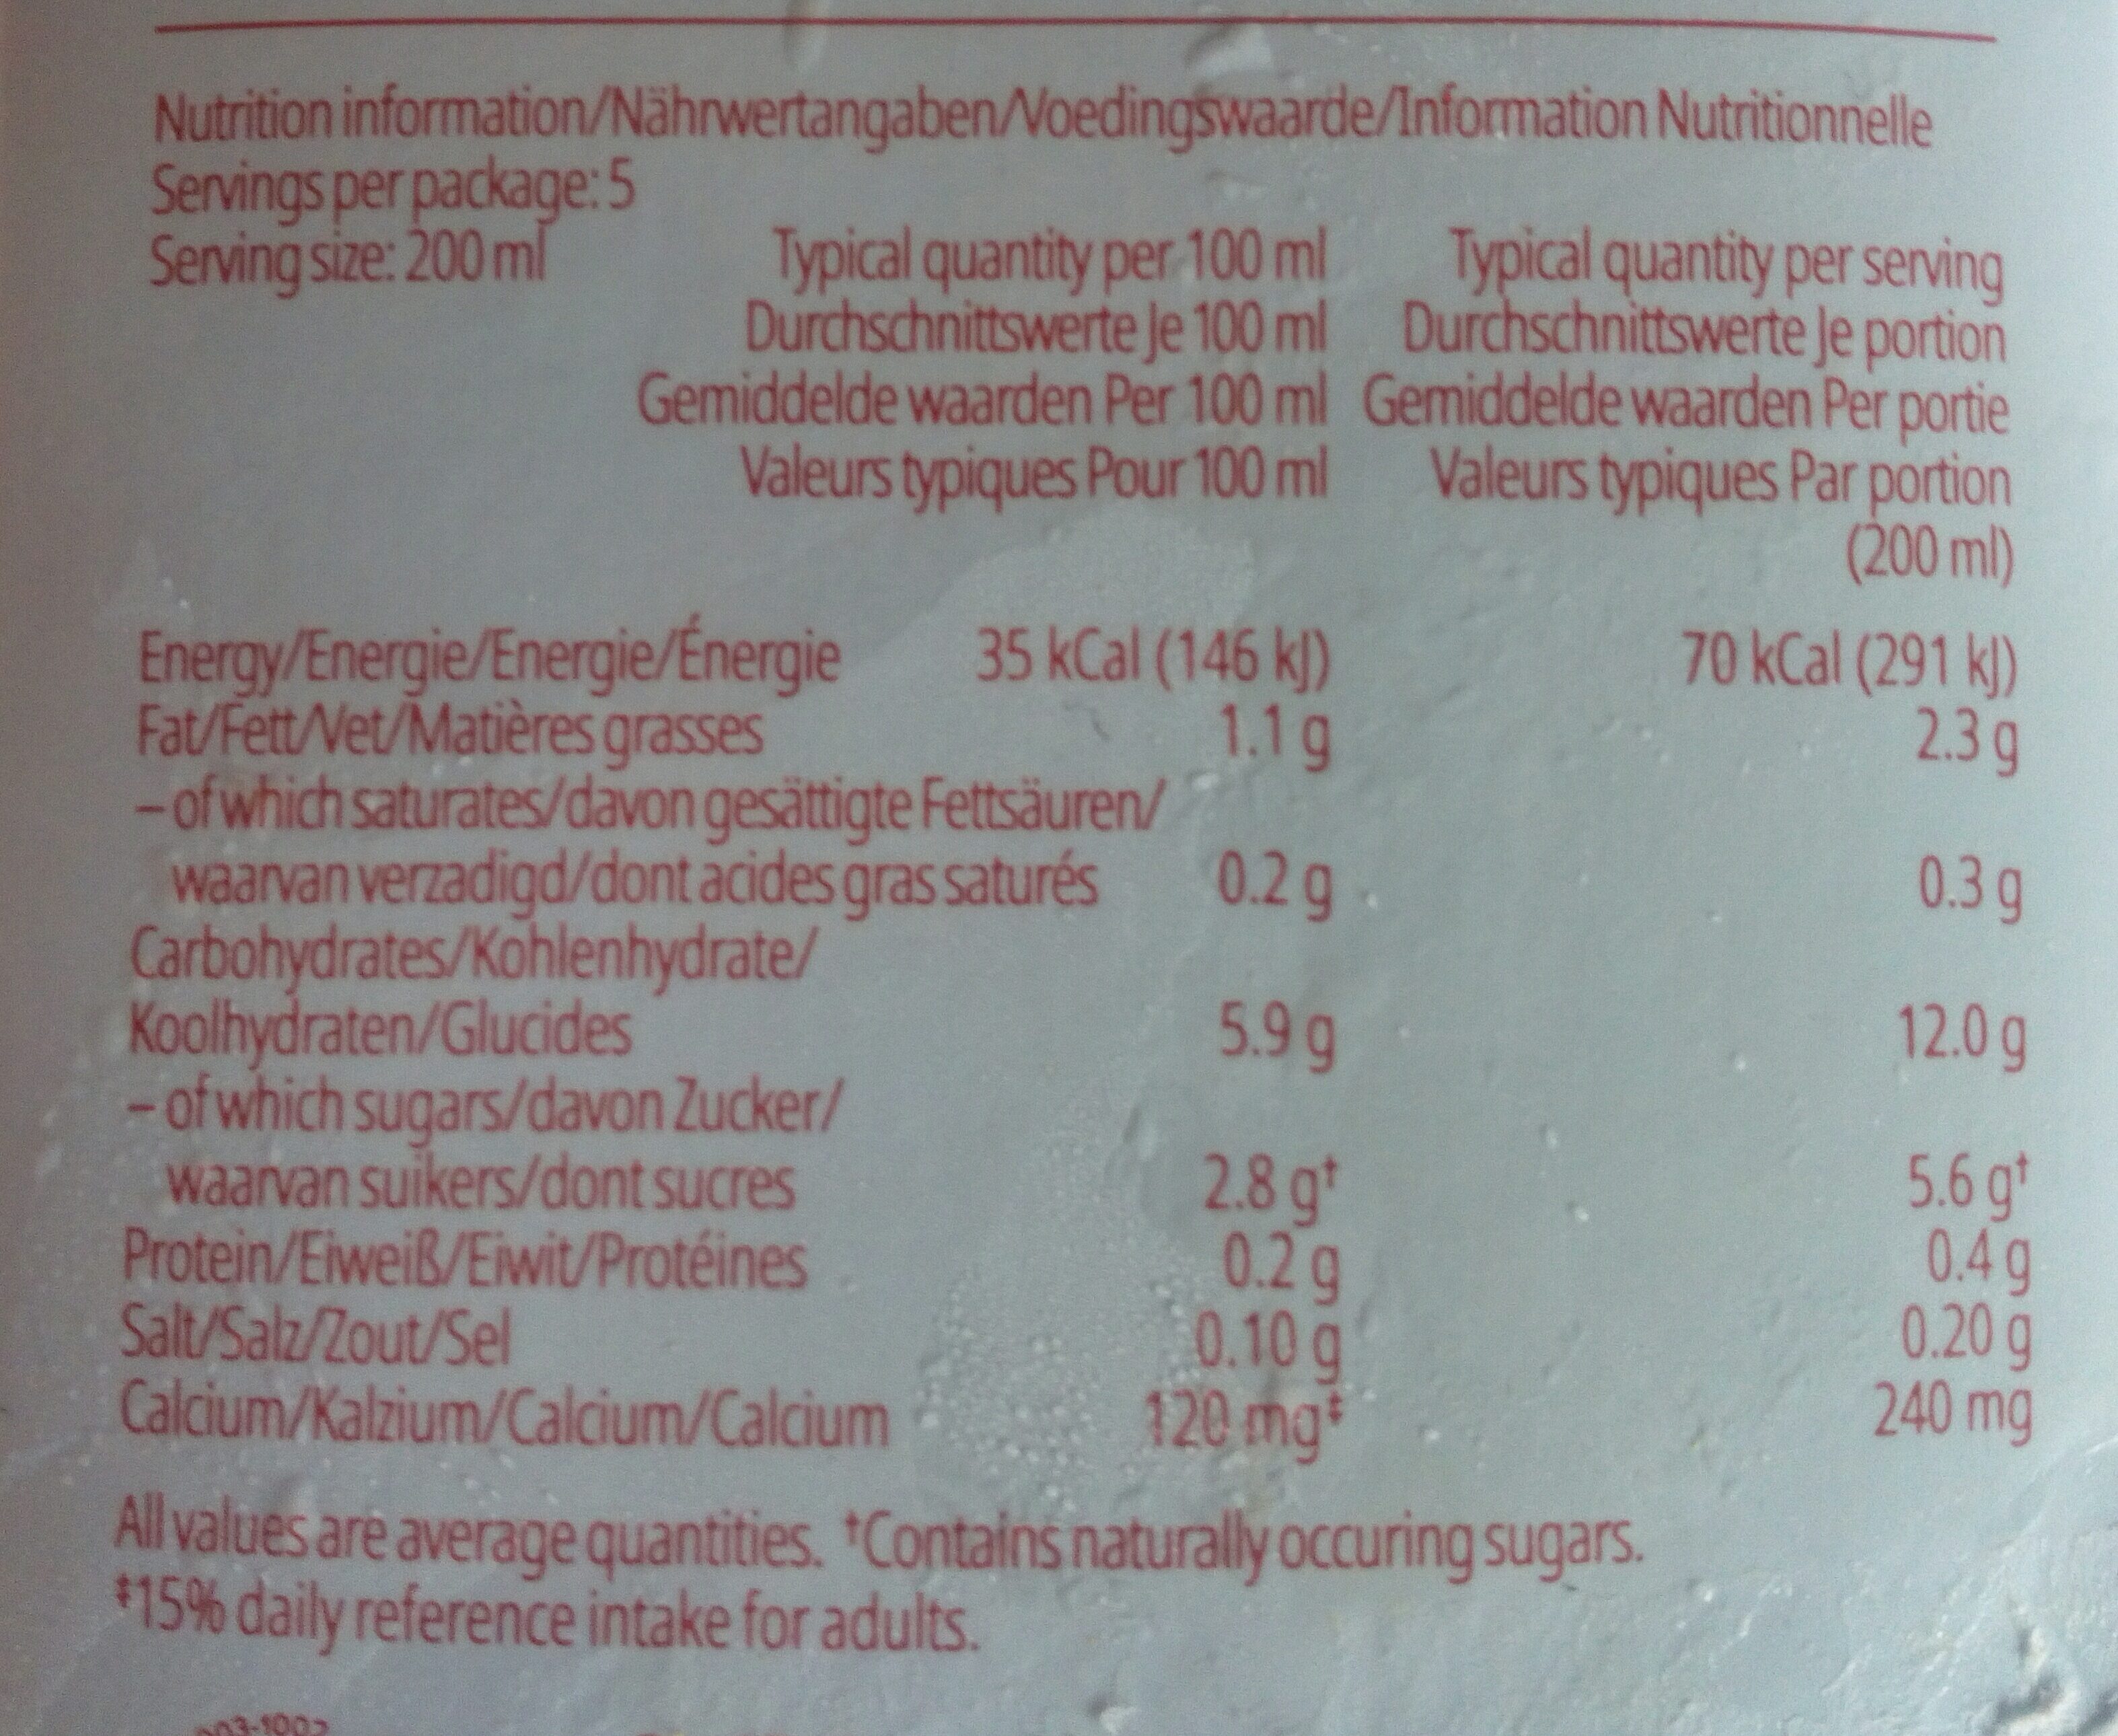 Nutrition information/Nährwertangaben/Voedingswaarde/Information Nutritionnelle
Servings per package: 5
Serving size: 200 ml Typical quantity per 100 ml Typical quantity per serving
Durchschnittswerte Je 100 ml Durchschnittswerte Je portion
Gemiddelde waarden Per 100 ml Gemiddelde waarden Per portie
Valeurs typiques Pour 100 ml Valeurs typiques Par portion
(200 ml)
Energy/Energie/Energie/Énergie 35 kCal (146 kJ) 70 kCal (291 kJ)
Fat/Fett/Vet/Matières grasses 1.1 g 2.3 g
– of which saturates/davon gesättigte Fettsäuren/
waarvan verzadigd/dont acides gras saturés 0.2 g 0.3 g
Carbohydrates/Kohlenhydrate/
Koolhydraten/Glucides 5.9 g 12.0 g
– of which sugars/davon Zucker/
waarvan suikers/dont sucres 2.8 g† 5.6 g†
Protein/Eiweiß/Eiwit/Protéines 0.2 g 0.4 g
Salt/Salz/Zout/Sel 0.10 g 0.20 g
Calcium/Kalzium/Calcium/Calcium 120 mg‡ 240 mg
All values are average quantities. †Contains naturally occuring sugars.
‡15% daily reference intake for adults.